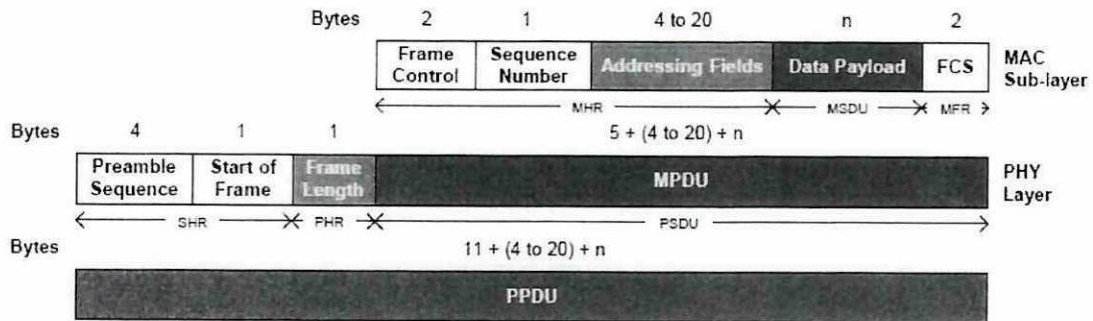 Bytes 2 1 4 to 20 n 2
Frame Control Sequence Number Addressing Fields Data Payload FCS MAC Sub-layer
MHR MSDU MFR
Bytes 4 1 1 5 + (4 to 20) + n
Preamble Sequence Start of Frame Frame Length MPDU PHY Layer
SHR PHR PSDU
Bytes 11 + (4 to 20) + n
PPDU